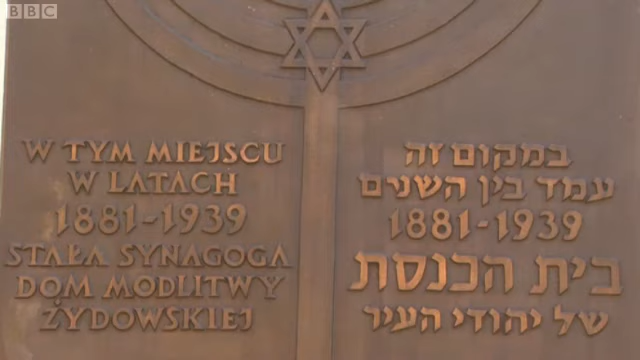 BBC
W TYM MIEJSCU
W LATACH
1881-1939
STAŁA SYNAGOGA
DOM MODLITWY
ŻYDOWSKIEJ
במקום זה
עמד בין השנים
1881-1939
בית הכנסת
של יהודי העיר